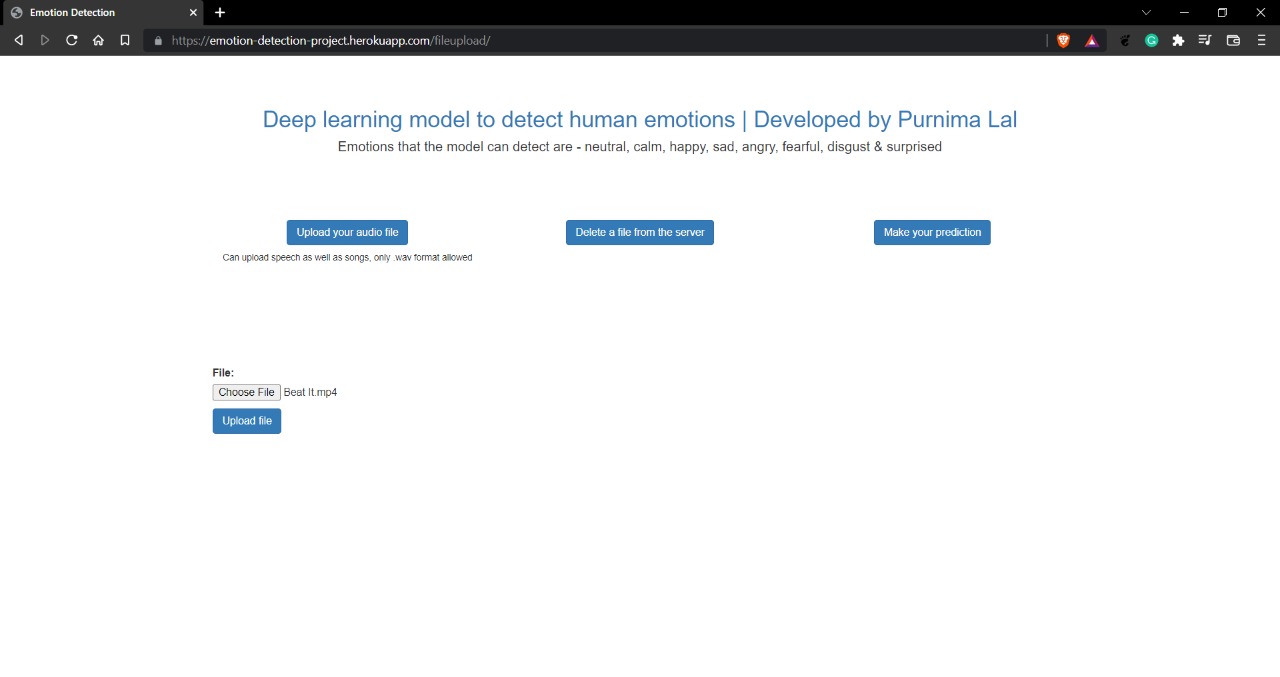 Emotion Detection
https://emotion-detection-project.herokuapp.com/fileupload/
Deep learning model to detect human emotions | Developed by Purnima Lal
Emotions that the model can detect are - neutral, calm, happy, sad, angry, fearful, disgust & surprised
Upload your audio file
Delete a file from the server
Make your prediction
Can upload speech as well as songs, only .wav format allowed
File:
Choose File Beat It.mp4
Upload file